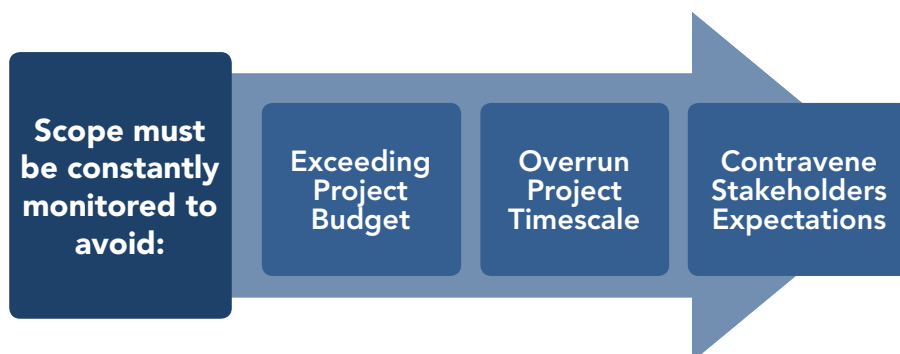 Scope must
be constantly
monitored to
avoid:
Exceeding
Project
Budget
Overrun
Project
Timescale
Contravene
Stakeholders
Expectations